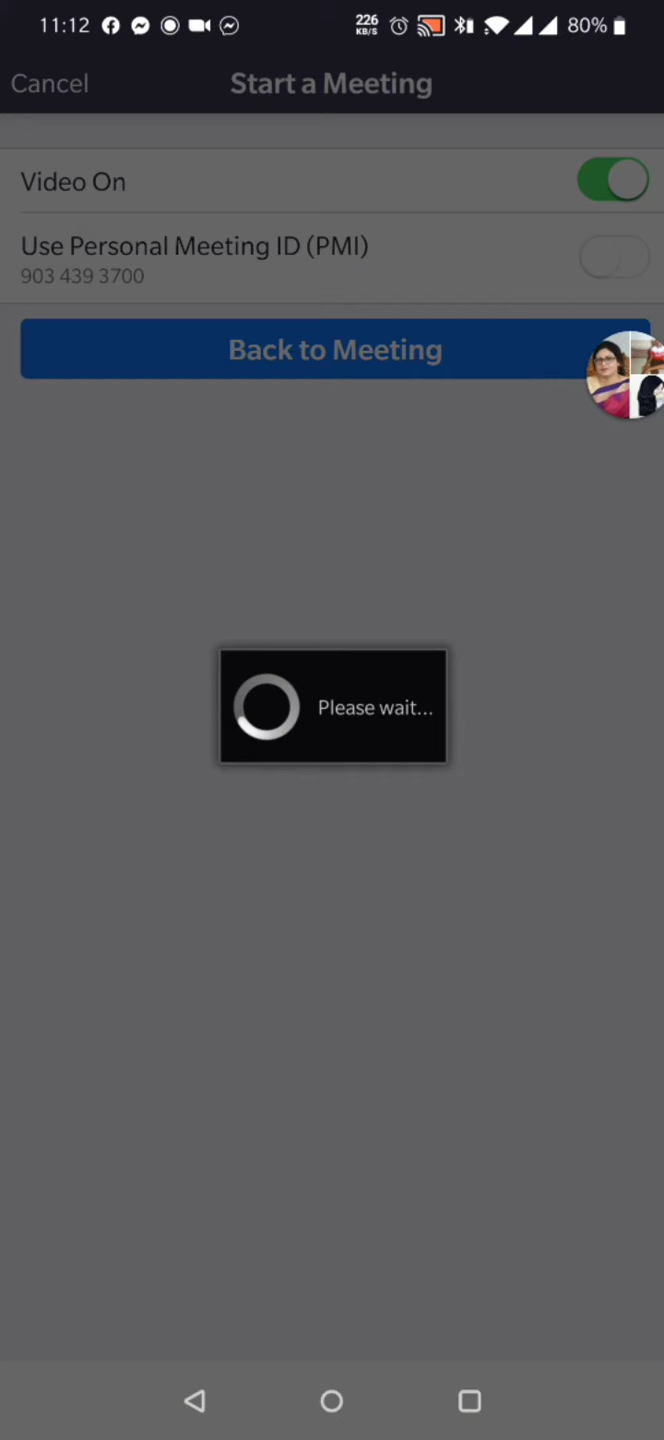 11:12 226 KB/S 80%
Cancel Start a Meeting
Video On
Use Personal Meeting ID (PMI)
903 439 3700
Back to Meeting
Please wait...